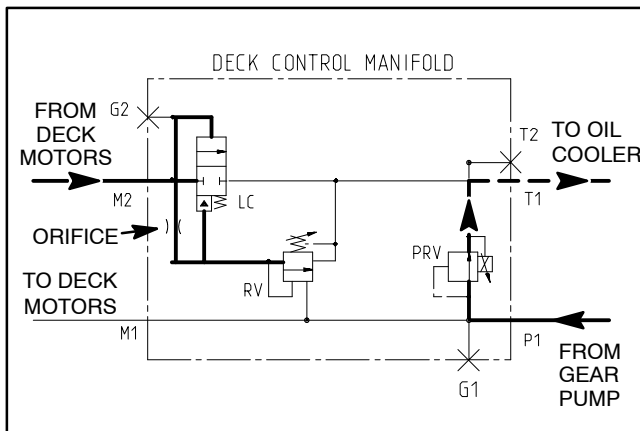 DECK CONTROL MANIFOLD
FROM
DECK
MOTORS
G2
T2
TO OIL
COOLER
M2
LC
T1
ORIFICE
PRV
TO DECK
MOTORS
RV
M1
P1
FROM
GEAR
PUMP
G1